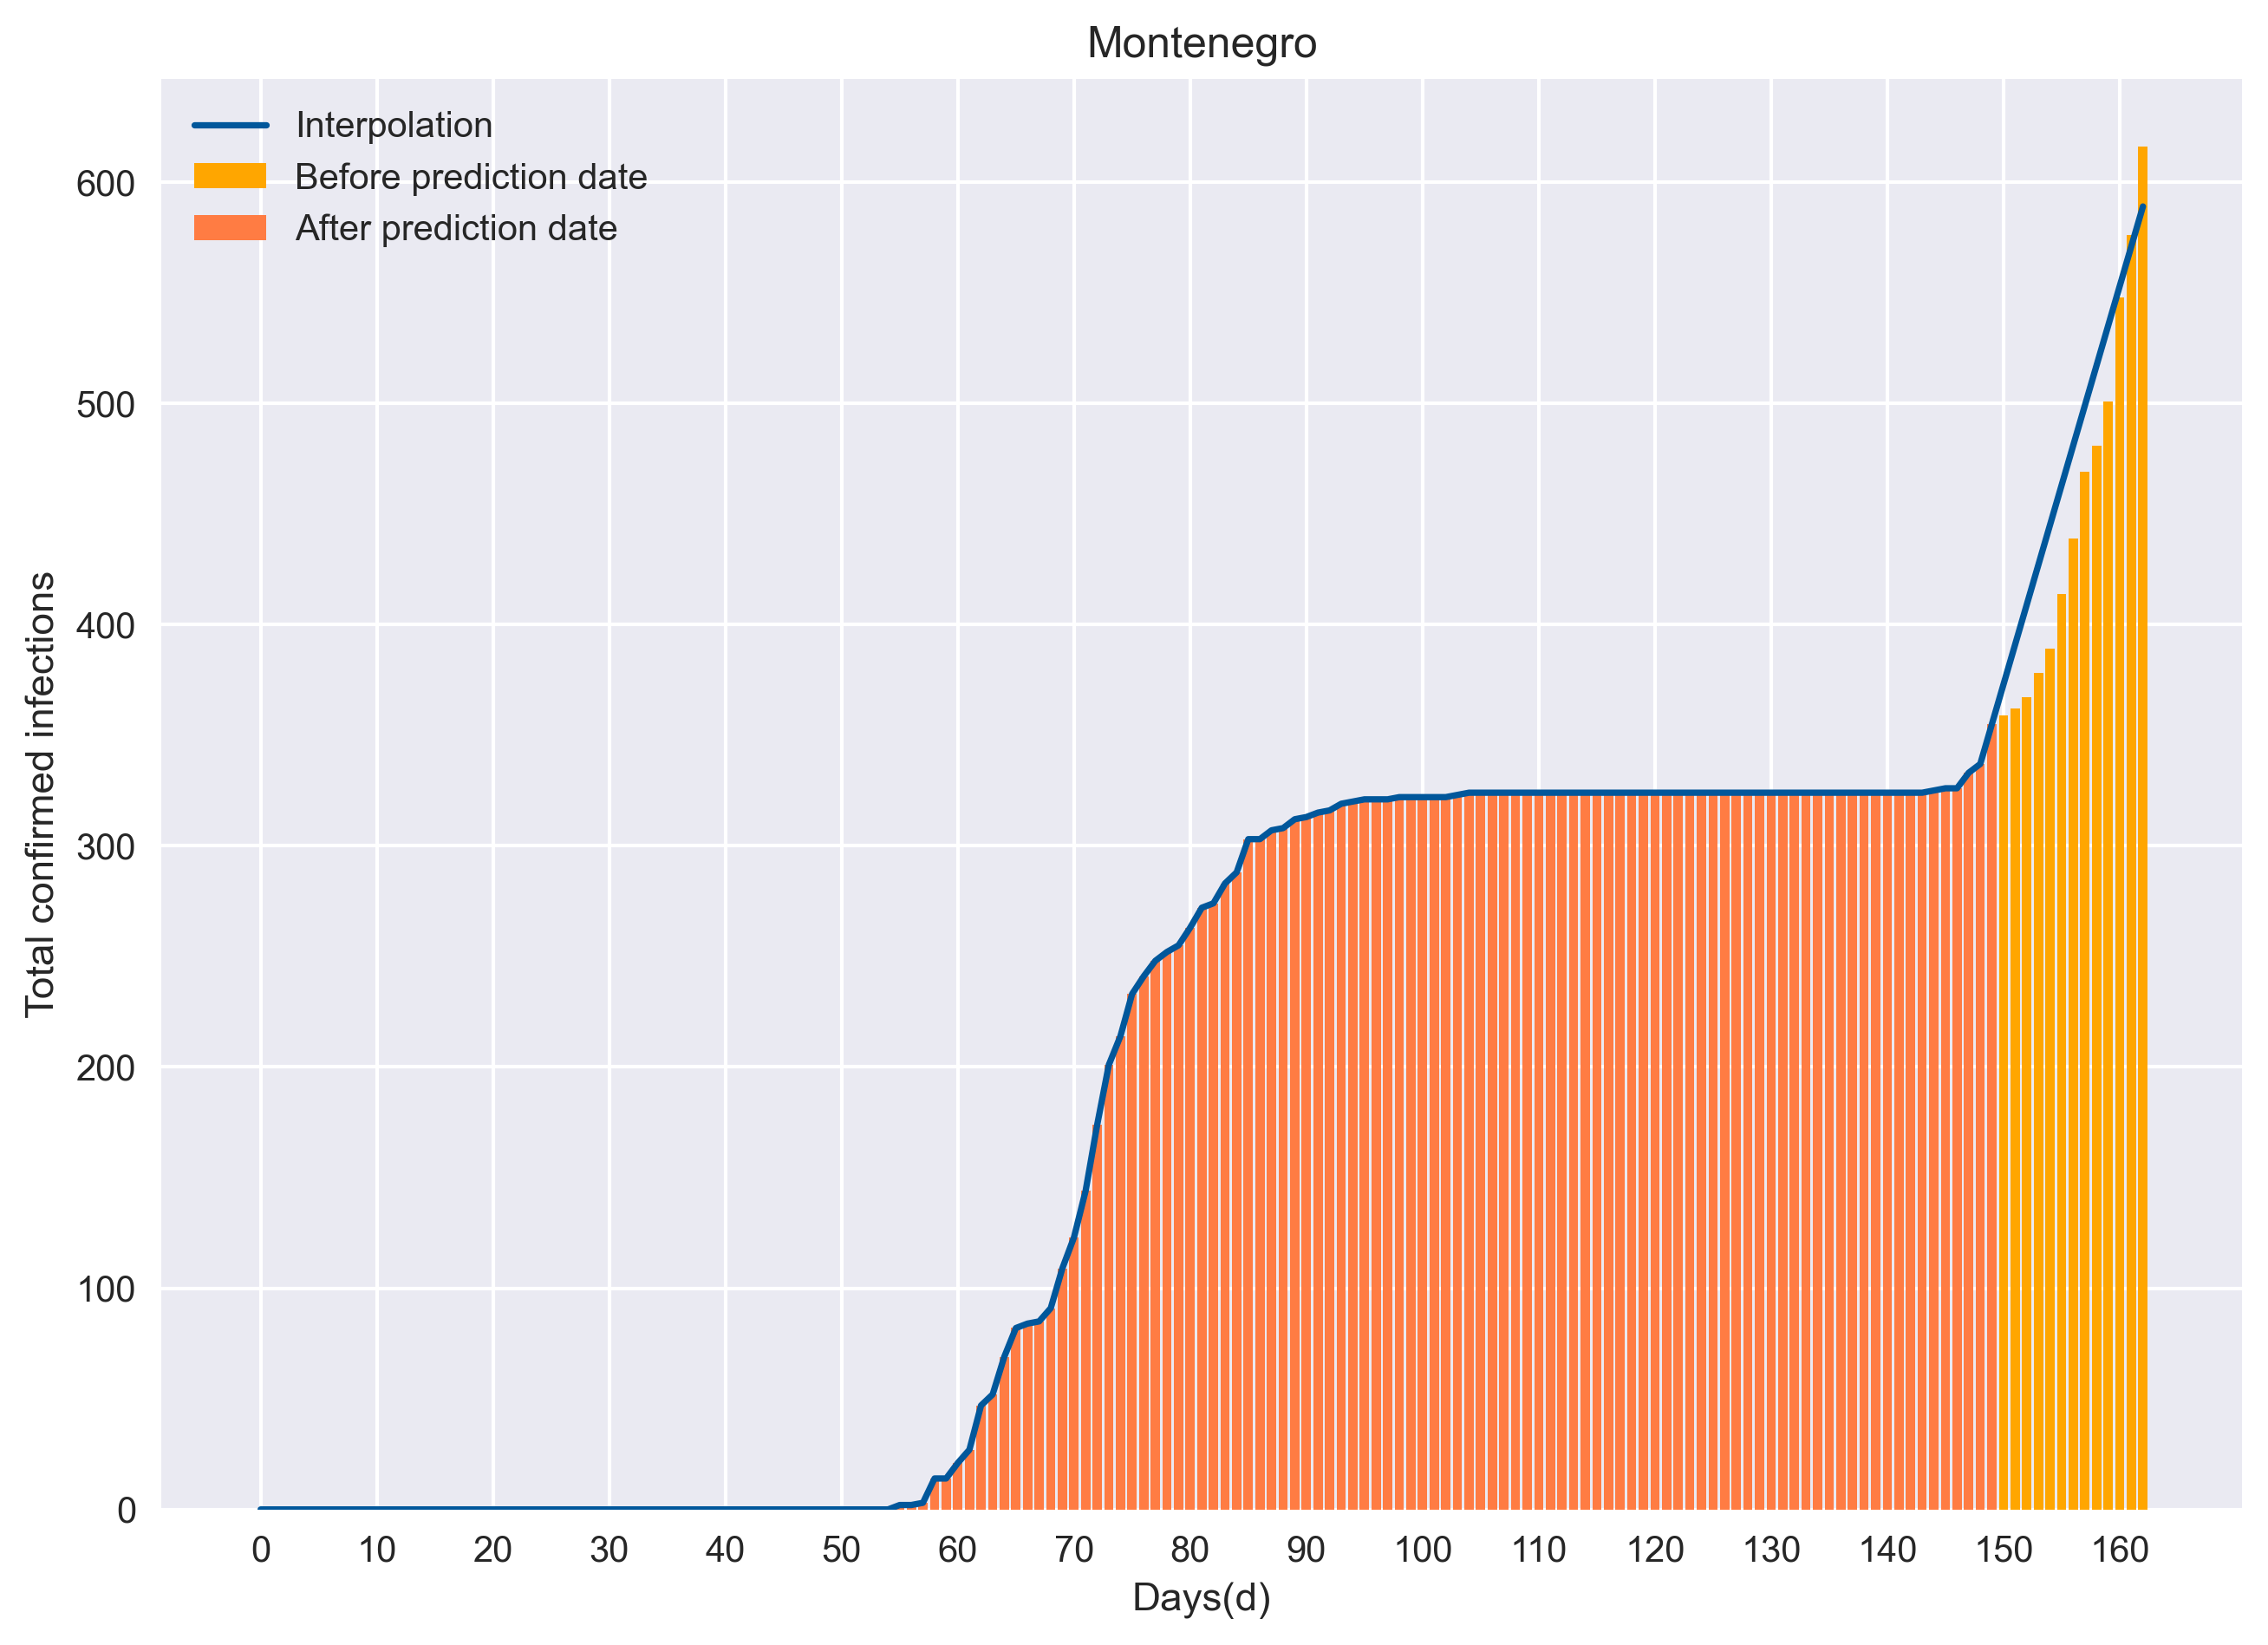 Montenegro
Interpolation
Before prediction date
After prediction date
Total confirmed infections
600
500
400
300
200
100
0
0 10 20 30 40 50 60 70 80 90 100 110 120 130 140 150 160
Days(d)